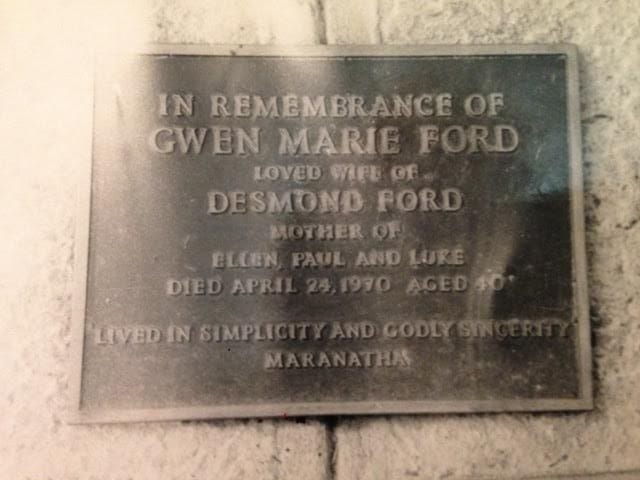 IN REMEMBRANCE OF
GWEN MARIE FORD
LOVED WIFE OF
DESMOND FORD
MOTHER OF
ELLEN, PAUL AND LUKE
DIED APRIL 24, 1970 AGED 40
LIVED IN SIMPLICITY AND GODLY SINCERITY
MARANATHA